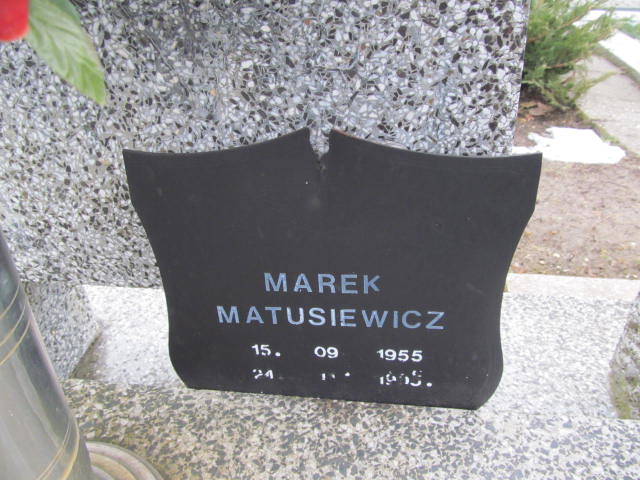 MAREK
MATUSIEWICZ
15. 09 1955
24.